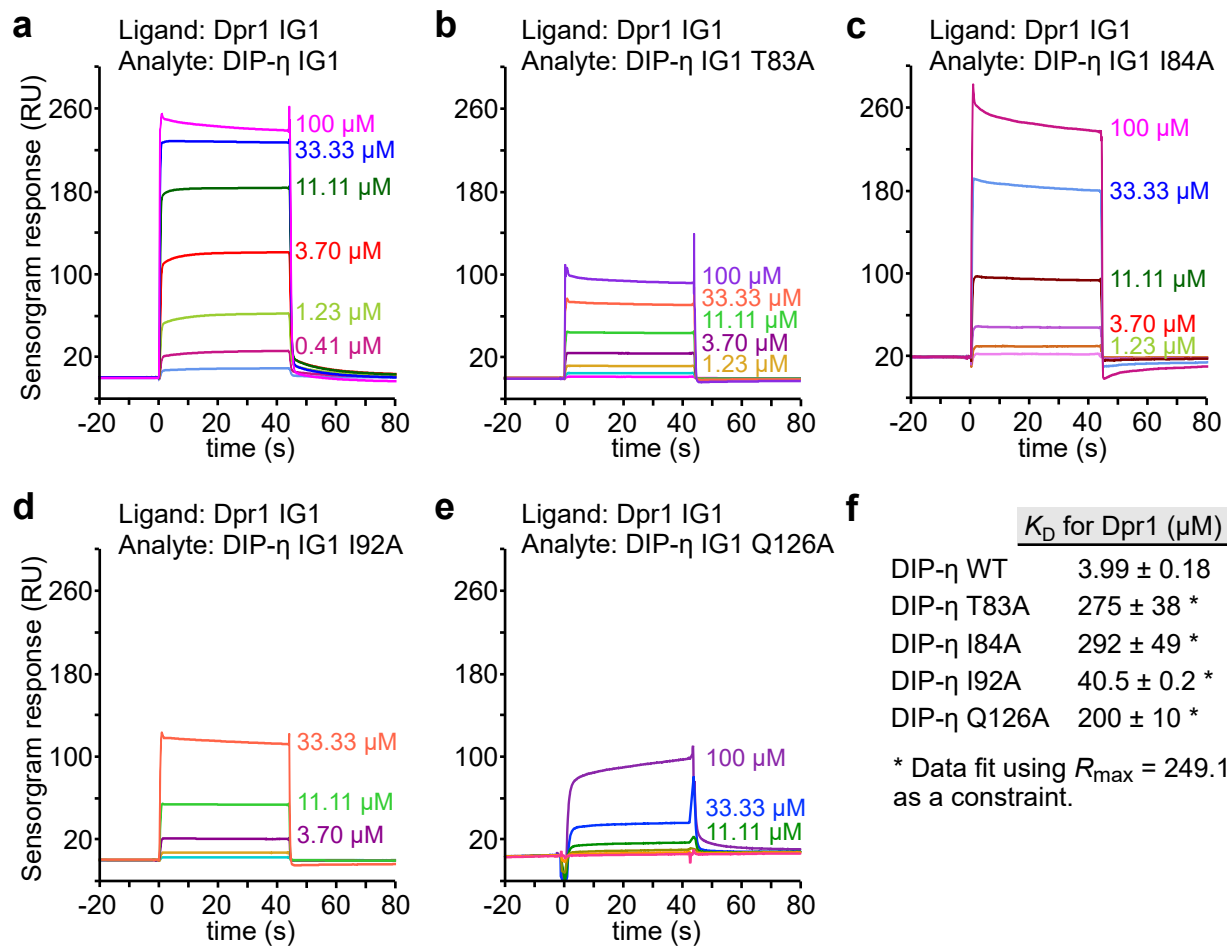 a
Ligand: Dpr1 IG1
Analyte: DIP-η IG1
Sensorgram response (RU)
260
180
100
20
100 µM
33.33 µM
11.11 µM
3.70 µM
1.23 µM
0.41 µM
-20 0 20 40 60 80
time (s)
b
Ligand: Dpr1 IG1
Analyte: DIP-η IG1 T83A
260
180
100
20
100 µM
33.33 µM
11.11 µM
3.70 µM
1.23 µM
-20 0 20 40 60 80
time (s)
c
Ligand: Dpr1 IG1
Analyte: DIP-η IG1 I84A
260
180
100
20
100 µM
33.33 µM
11.11 µM
3.70 µM
1.23 µM
-20 0 20 40 60 80
time (s)
d
Ligand: Dpr1 IG1
Analyte: DIP-η IG1 I92A
Sensorgram response (RU)
260
180
100
20
33.33 µM
11.11 µM
3.70 µM
-20 0 20 40 60 80
time (s)
e
Ligand: Dpr1 IG1
Analyte: DIP-η IG1 Q126A
260
180
100
20
100 µM
33.33 µM
11.11 µM
-20 0 20 40 60 80
time (s)
f
KD for Dpr1 (µM)
DIP-η WT 3.99 ± 0.18
DIP-η T83A 275 ± 38 *
DIP-η I84A 292 ± 49 *
DIP-η I92A 40.5 ± 0.2 *
DIP-η Q126A 200 ± 10 *
* Data fit using Rmax = 249.1
as a constraint.